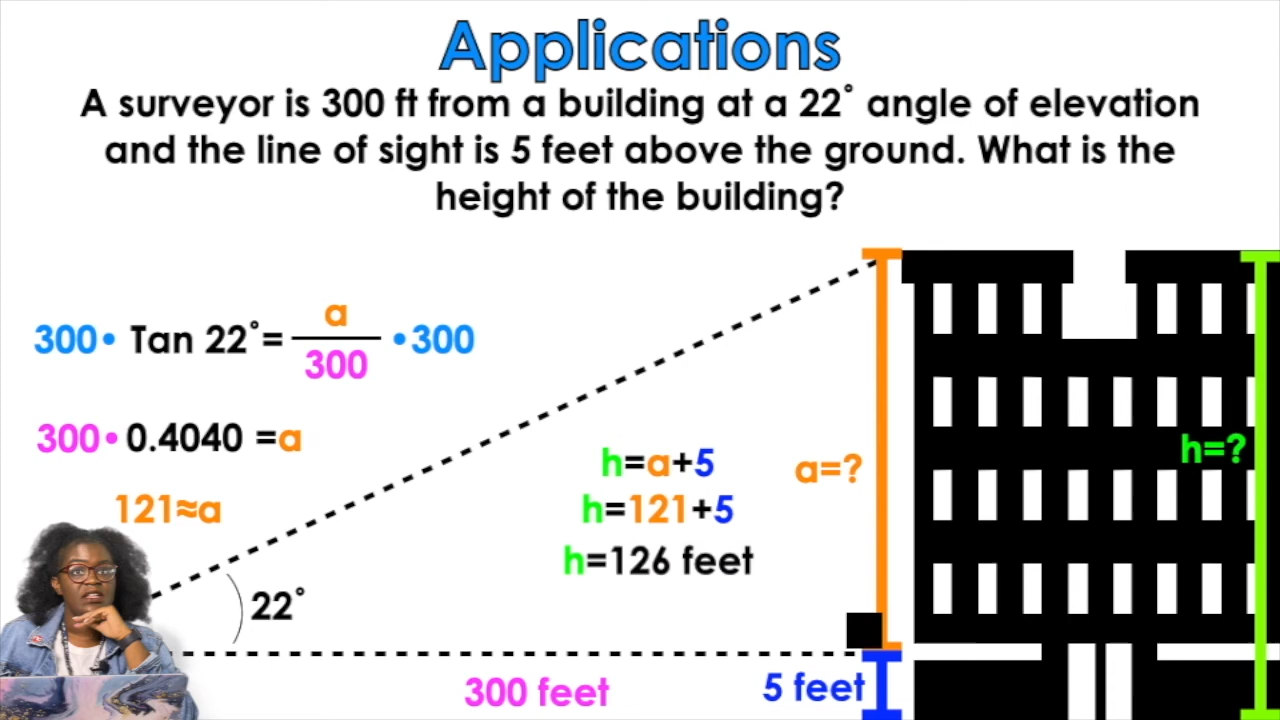 Applications
A surveyor is 300 ft from a building at a 22° angle of elevation
and the line of sight is 5 feet above the ground. What is the
height of the building?
300• Tan 22°= a/300 •300
300•0.4040 =a
121≈a
h=a+5
h=121+5
h=126 feet
a=?
h=?
22°
300 feet
5 feet